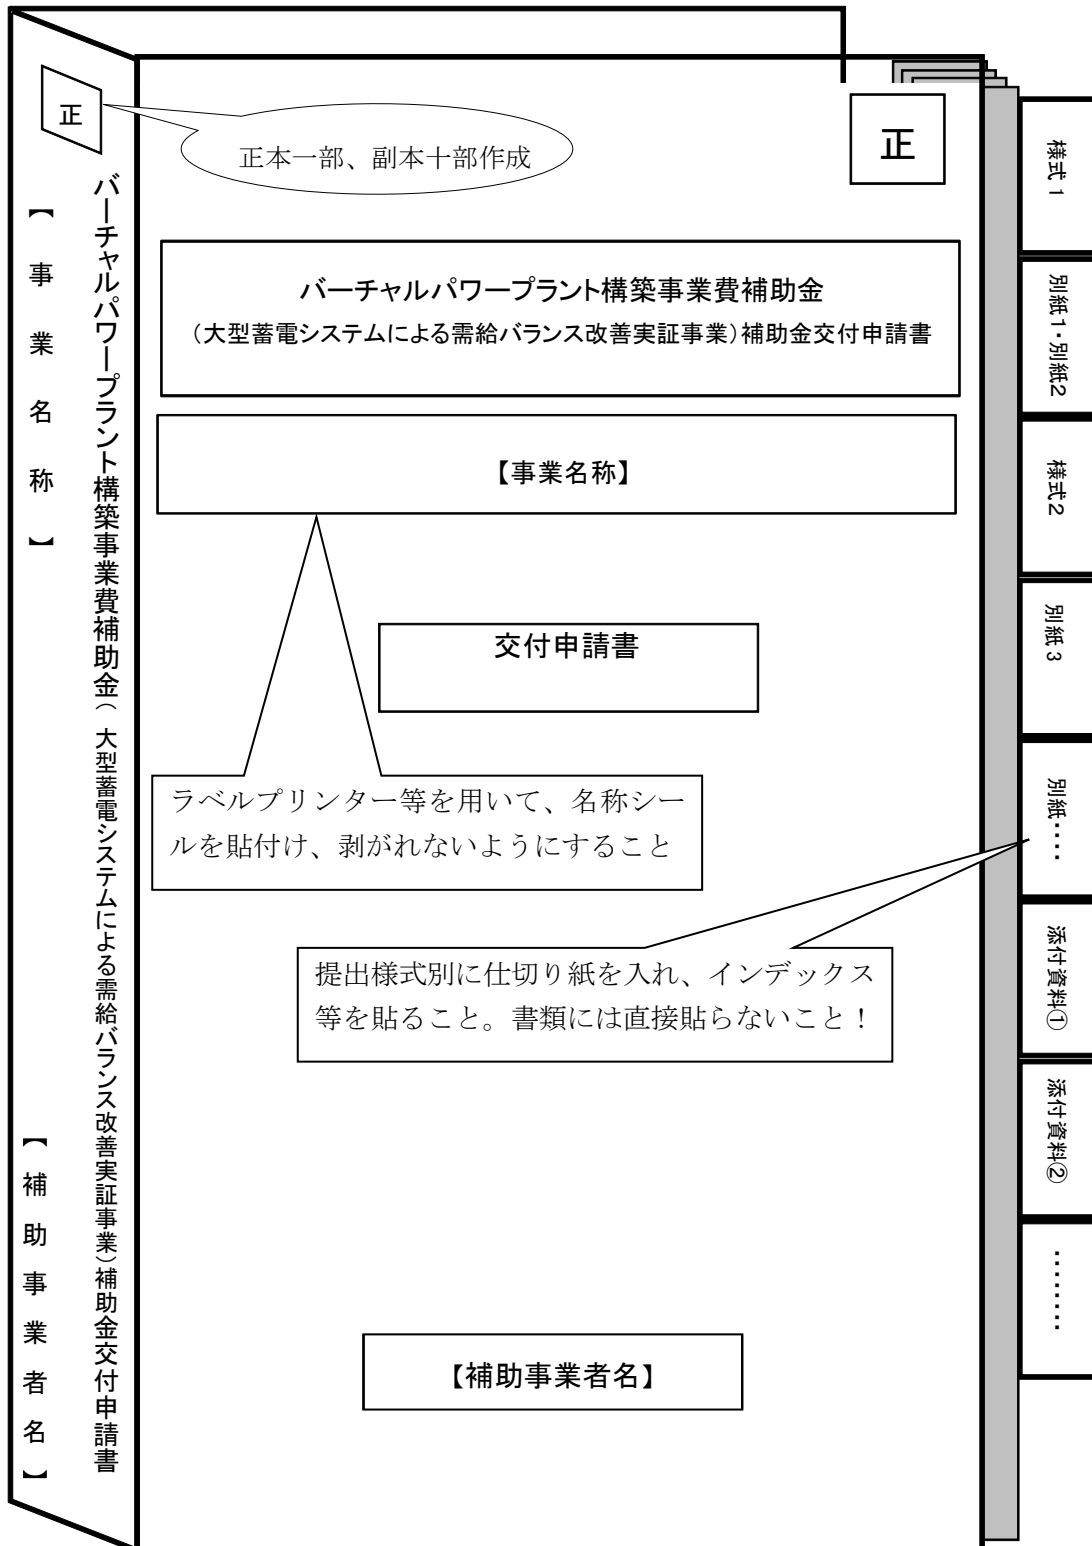 正
バーチャルパワープラント構築事業費補助金（大型蓄電システムによる需給バランス改善実証事業）補助金交付申請書
【事業名称】
【補助事業者名】
正本一部、副本十部作成
正
バーチャルパワープラント構築事業費補助金
（大型蓄電システムによる需給バランス改善実証事業）補助金交付申請書
【事業名称】
交付申請書
ラベルプリンター等を用いて、名称シー
ルを貼付け、剥がれないようにすること
提出様式別に仕切り紙を入れ、インデックス
等を貼ること。書類には直接貼らないこと！
【補助事業者名】
様式1
別紙1・別紙2
様式2
別紙3
別紙‥‥
添付資料①
添付資料②
‥‥‥‥